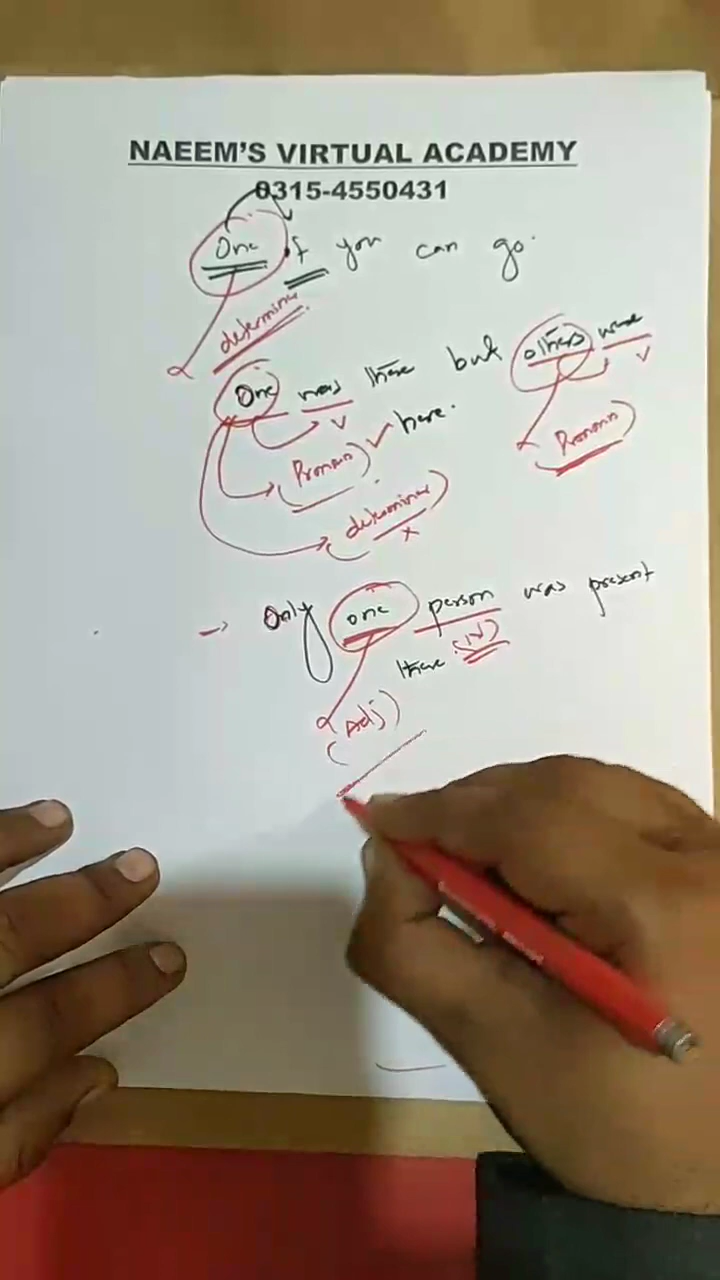 NAEEM'S VIRTUAL ACADEMY
0315-4550431
One of you can go.
determiner
One was there but others were
V V
here.
Pronoun) (Pronoun)
determiner)
x
→ Only one person was present
there (N)
(Adj)